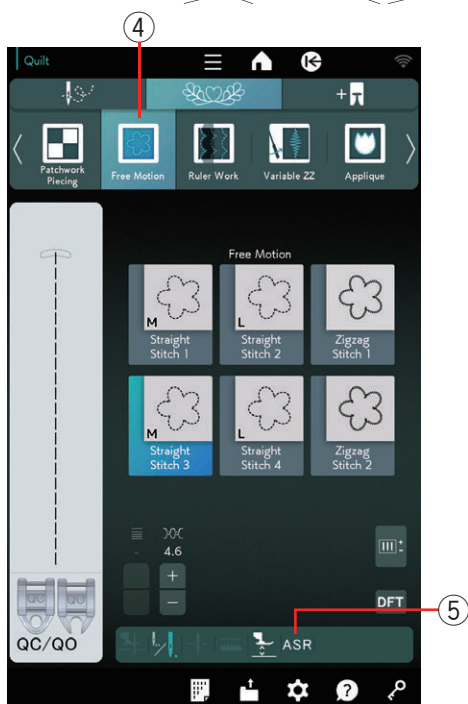 ④
Quilt
Patchwork
Piecing
Free Motion
Ruler Work
Variable ZZ
Applique
Free Motion
M
Straight
Stitch 1
L
Straight
Stitch 2
Zigzag
Stitch 1
M
Straight
Stitch 3
L
Straight
Stitch 4
Zigzag
Stitch 2
-
4.6
+
−
QC
QO
QC/QO
DFT
ASR
⑤
?